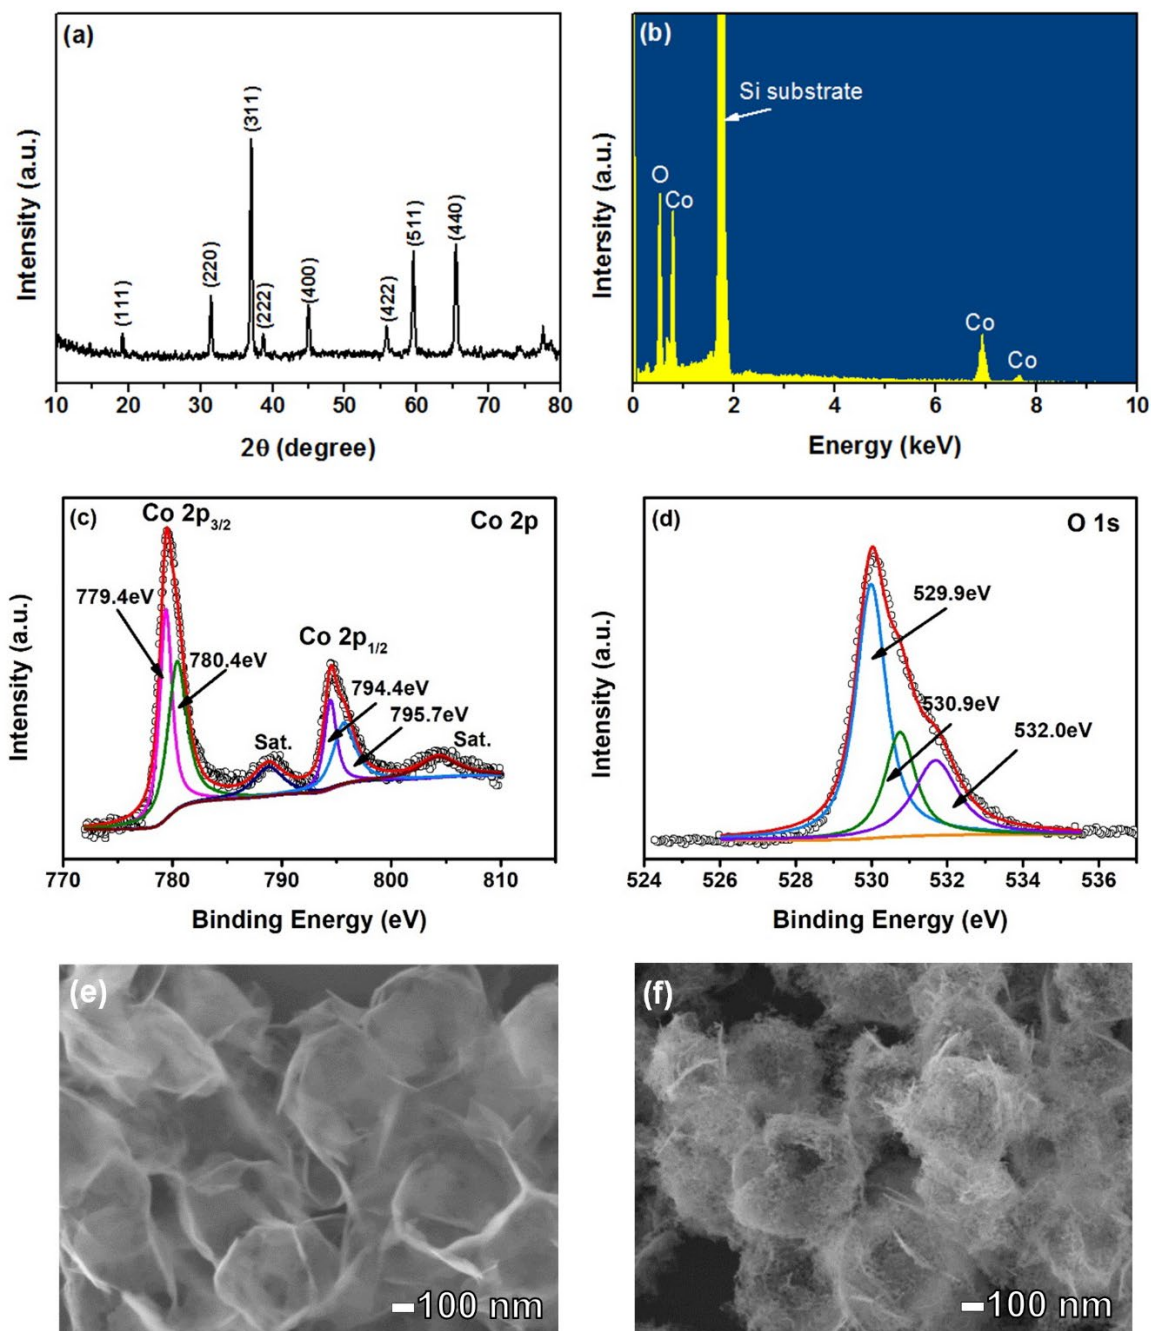 (a)
Intensity (a.u.)
(111)
(220)
(311)
(222)
(400)
(422)
(511)
(440)
10 20 30 40 50 60 70 80
2θ (degree)
(b)
Intersity (a.u.)
Si substrate
O
Co
Co
Co
0 2 4 6 8 10
Energy (keV)
(c)
Co 2p3/2
Co 2p
Intensity (a.u.)
779.4eV
780.4eV
Co 2p1/2
794.4eV
795.7eV
Sat.
Sat.
770 780 790 800 810
Binding Energy (eV)
(d)
O 1s
Intensity (a.u.)
529.9eV
530.9eV
532.0eV
524 526 528 530 532 534 536
Binding Energy (eV)
(e)
100 nm
(f)
100 nm